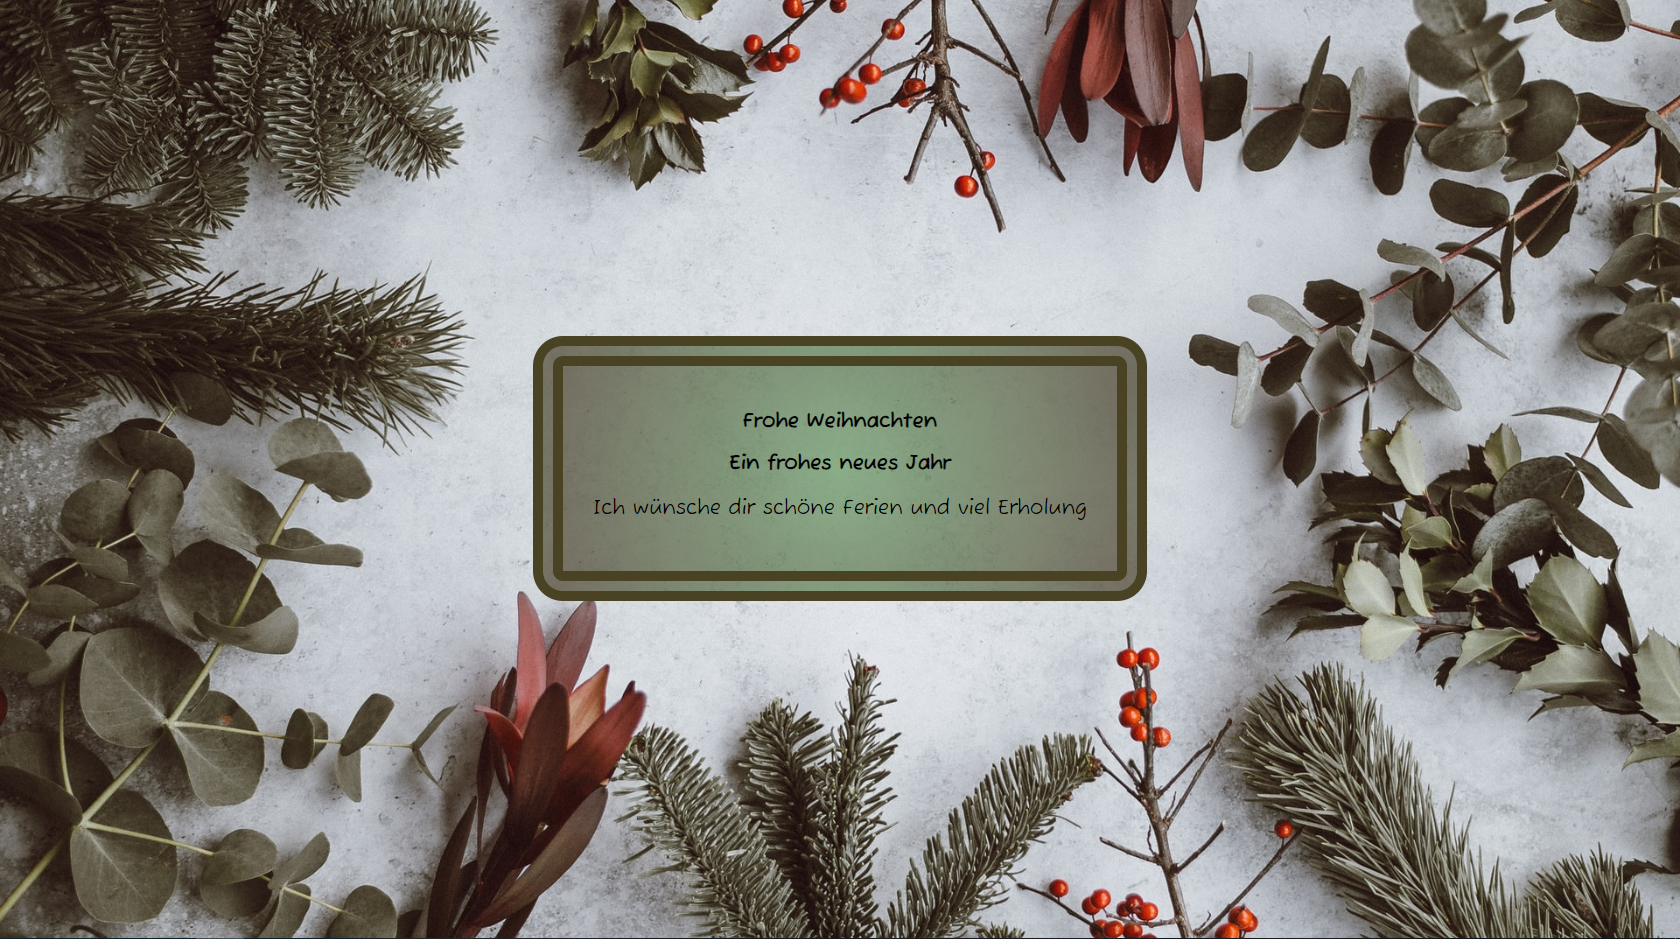 Frohe Weihnachten
Ein frohes neues Jahr
Ich wünsche dir schöne Ferien und viel Erholung